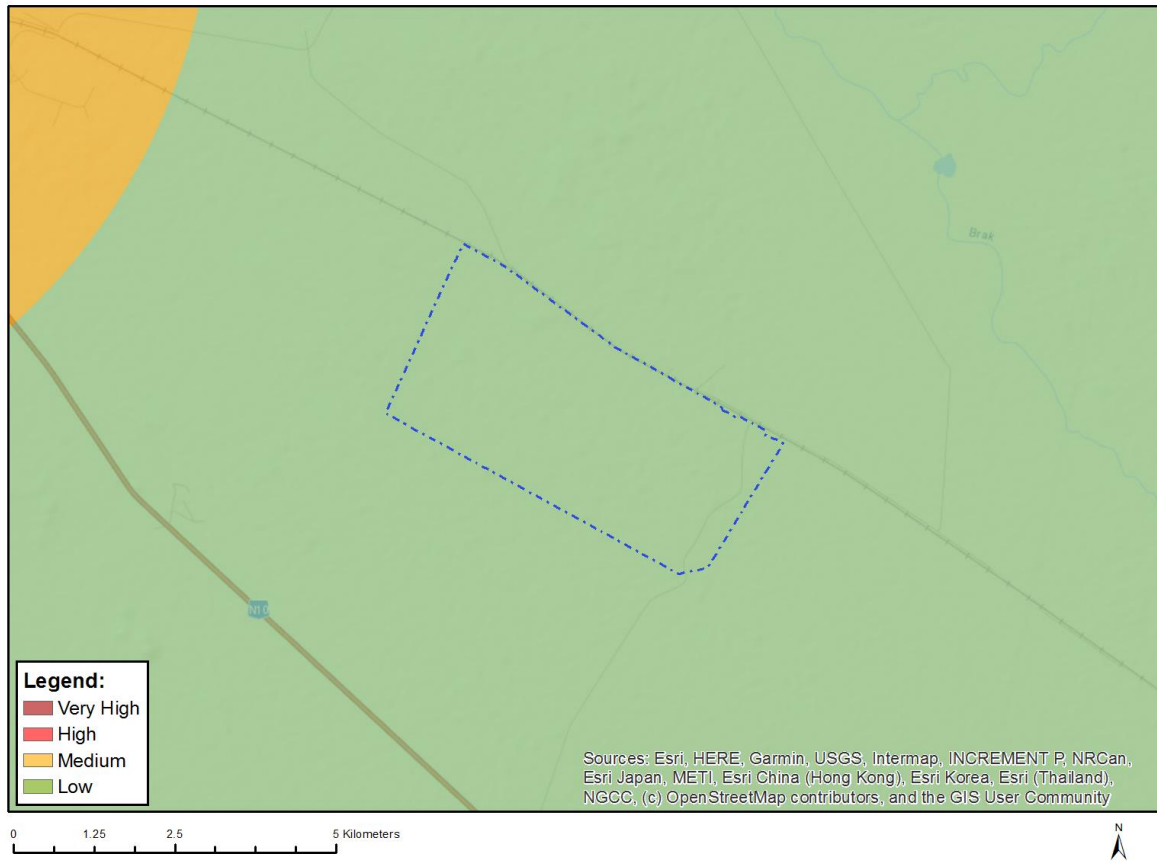 Brak
N10
Legend:
Very High
High
Medium
Low
Sources: Esri, HERE, Garmin, USGS, Intermap, INCREMENT P, NRCan,
Esri Japan, METI, Esri China (Hong Kong), Esri Korea, Esri (Thailand),
NGCC, (c) OpenStreetMap contributors, and the GIS User Community
0 1.25 2.5 5 Kilometers
N